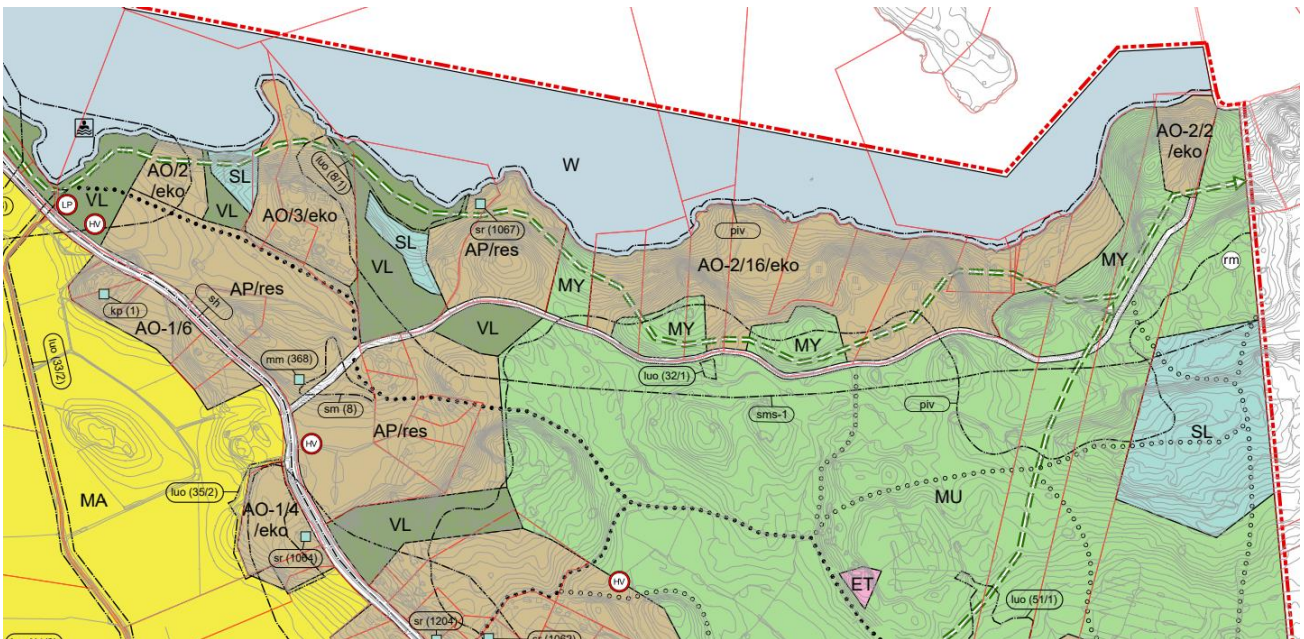 AO-2/2
/eko
W
luo (8/1)
AO/2
/eko
SL
LP
VL
HV
VL
AO/3/eko
SL
sr (1067)
AP/res
piv
AO-2/16/eko
VL
MY
MY
rm
AP/res
sh
kp (1)
AO-1/6
VL
MY
MY
luo (33/2)
mm (368)
luo (32/1)
sm (8)
sms-1
piv
AP/res
SL
HV
luo (35/2)
MA
AO-1/4
/eko
MU
VL
sr (1064)
ET
HV
luo (51/1)
sr (1204)